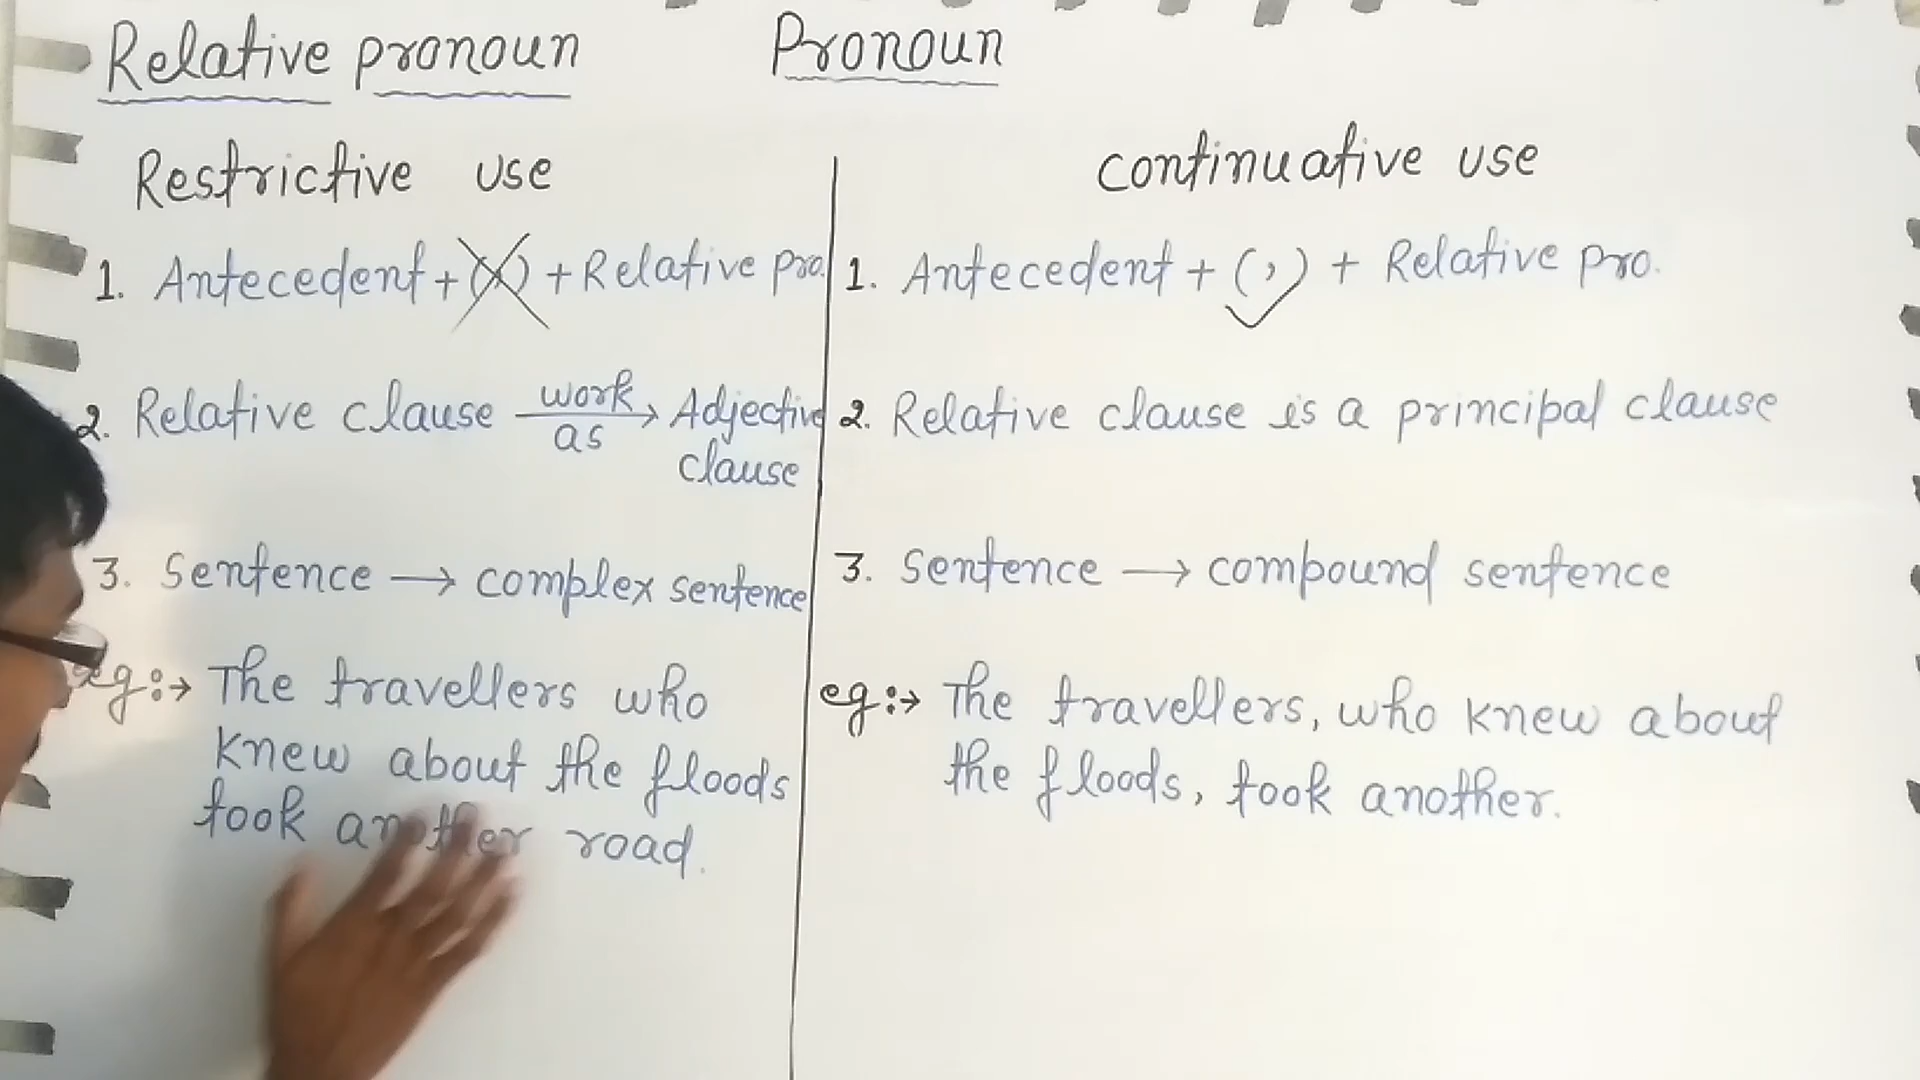 Relative pronoun
Pronoun
Restrictive use
1. Antecedent + (,) + Relative pro.
2. Relative clause work as → Adjective clause
3. Sentence → complex sentence
eg:→ The travellers who
knew about the floods
took another road.
continuative use
1. Antecedent + (,) + Relative pro.
2. Relative clause is a principal clause
3. Sentence → compound sentence
eg:→ The travellers, who knew about
the floods, took another.